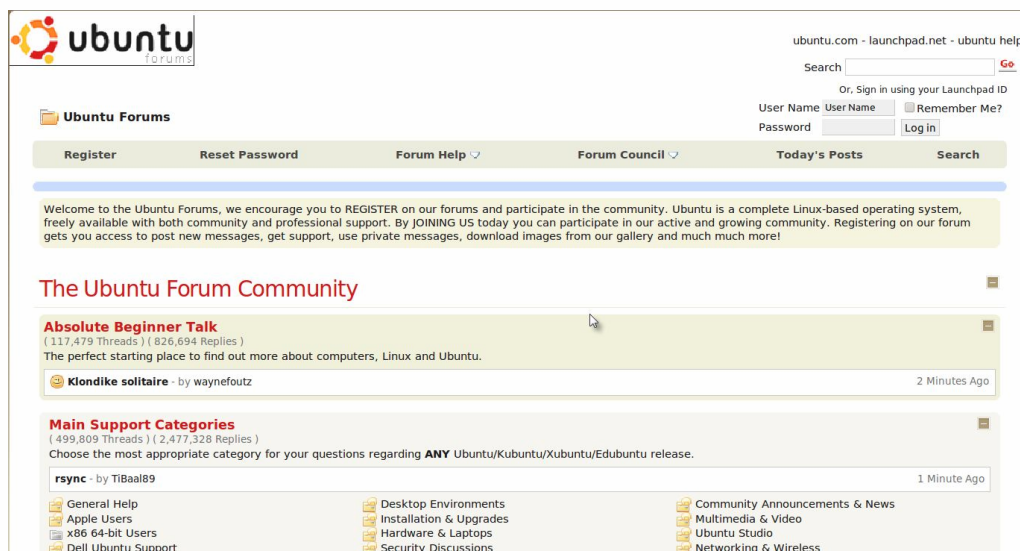 ubuntu
forums
ubuntu.com - launchpad.net - ubuntu help
Search
Go
Or, Sign in using your Launchpad ID
Ubuntu Forums
User Name User Name Remember Me?
Password Log in
Register Reset Password Forum Help Forum Council Today's Posts Search
Welcome to the Ubuntu Forums, we encourage you to REGISTER on our forums and participate in the community. Ubuntu is a complete Linux-based operating system,
freely available with both community and professional support. By JOINING US today you can participate in our active and growing community. Registering on our forum
gets you access to post new messages, get support, use private messages, download images from our gallery and much much more!
The Ubuntu Forum Community
Absolute Beginner Talk
( 117,479 Threads ) ( 826,694 Replies )
The perfect starting place to find out more about computers, Linux and Ubuntu.
Klondike solitaire - by waynefoutz 2 Minutes Ago
Main Support Categories
( 499,809 Threads ) ( 2,477,328 Replies )
Choose the most appropriate category for your questions regarding ANY Ubuntu/Kubuntu/Xubuntu/Edubuntu release.
rsync - by TiBaal89 1 Minute Ago
General Help Desktop Environments Community Announcements & News
Apple Users Installation & Upgrades Multimedia & Video
x86 64-bit Users Hardware & Laptops Ubuntu Studio
Dell Ubuntu Support Security Discussions Networking & Wireless